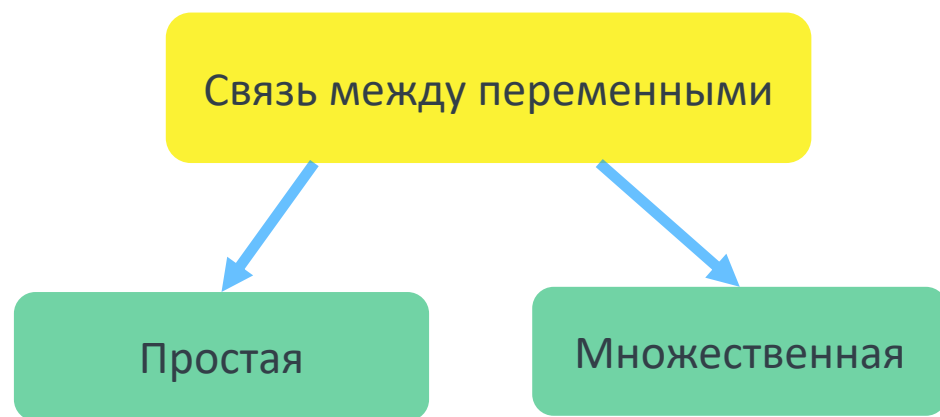 Связь между переменными
Простая
Множественная